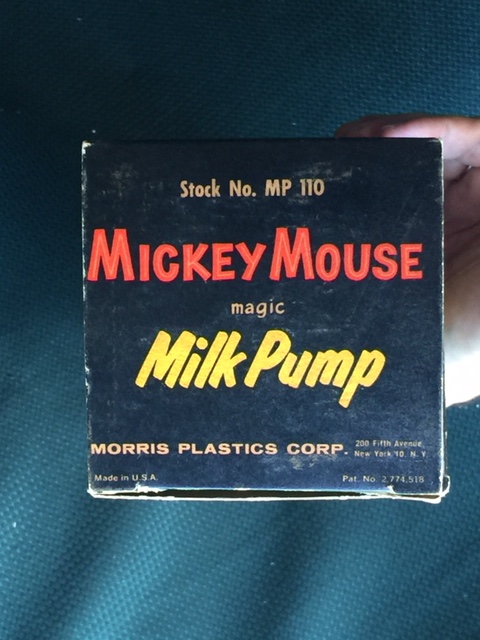 Stock No. MP 110
MICKEY MOUSE
magic
Milk Pump
MORRIS PLASTICS CORP.
200 Fifth Avenue,
New York 10, N. Y.
Made in U.S.A.
Pat. No. 2,774,518